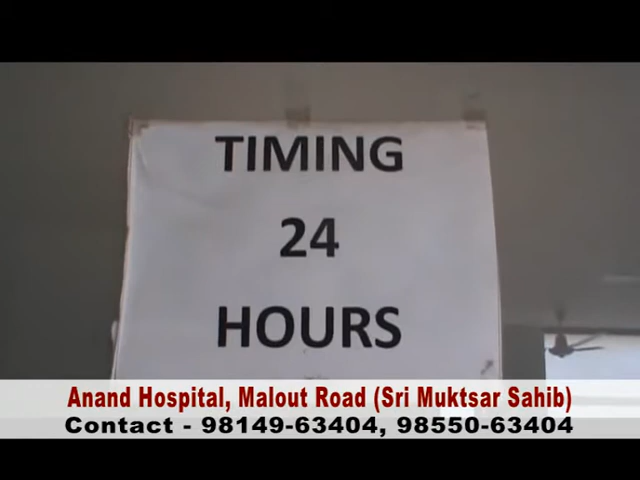 TIMING
24
HOURS
Anand Hospital, Malout Road (Sri Muktsar Sahib)
Contact - 98149-63404, 98550-63404